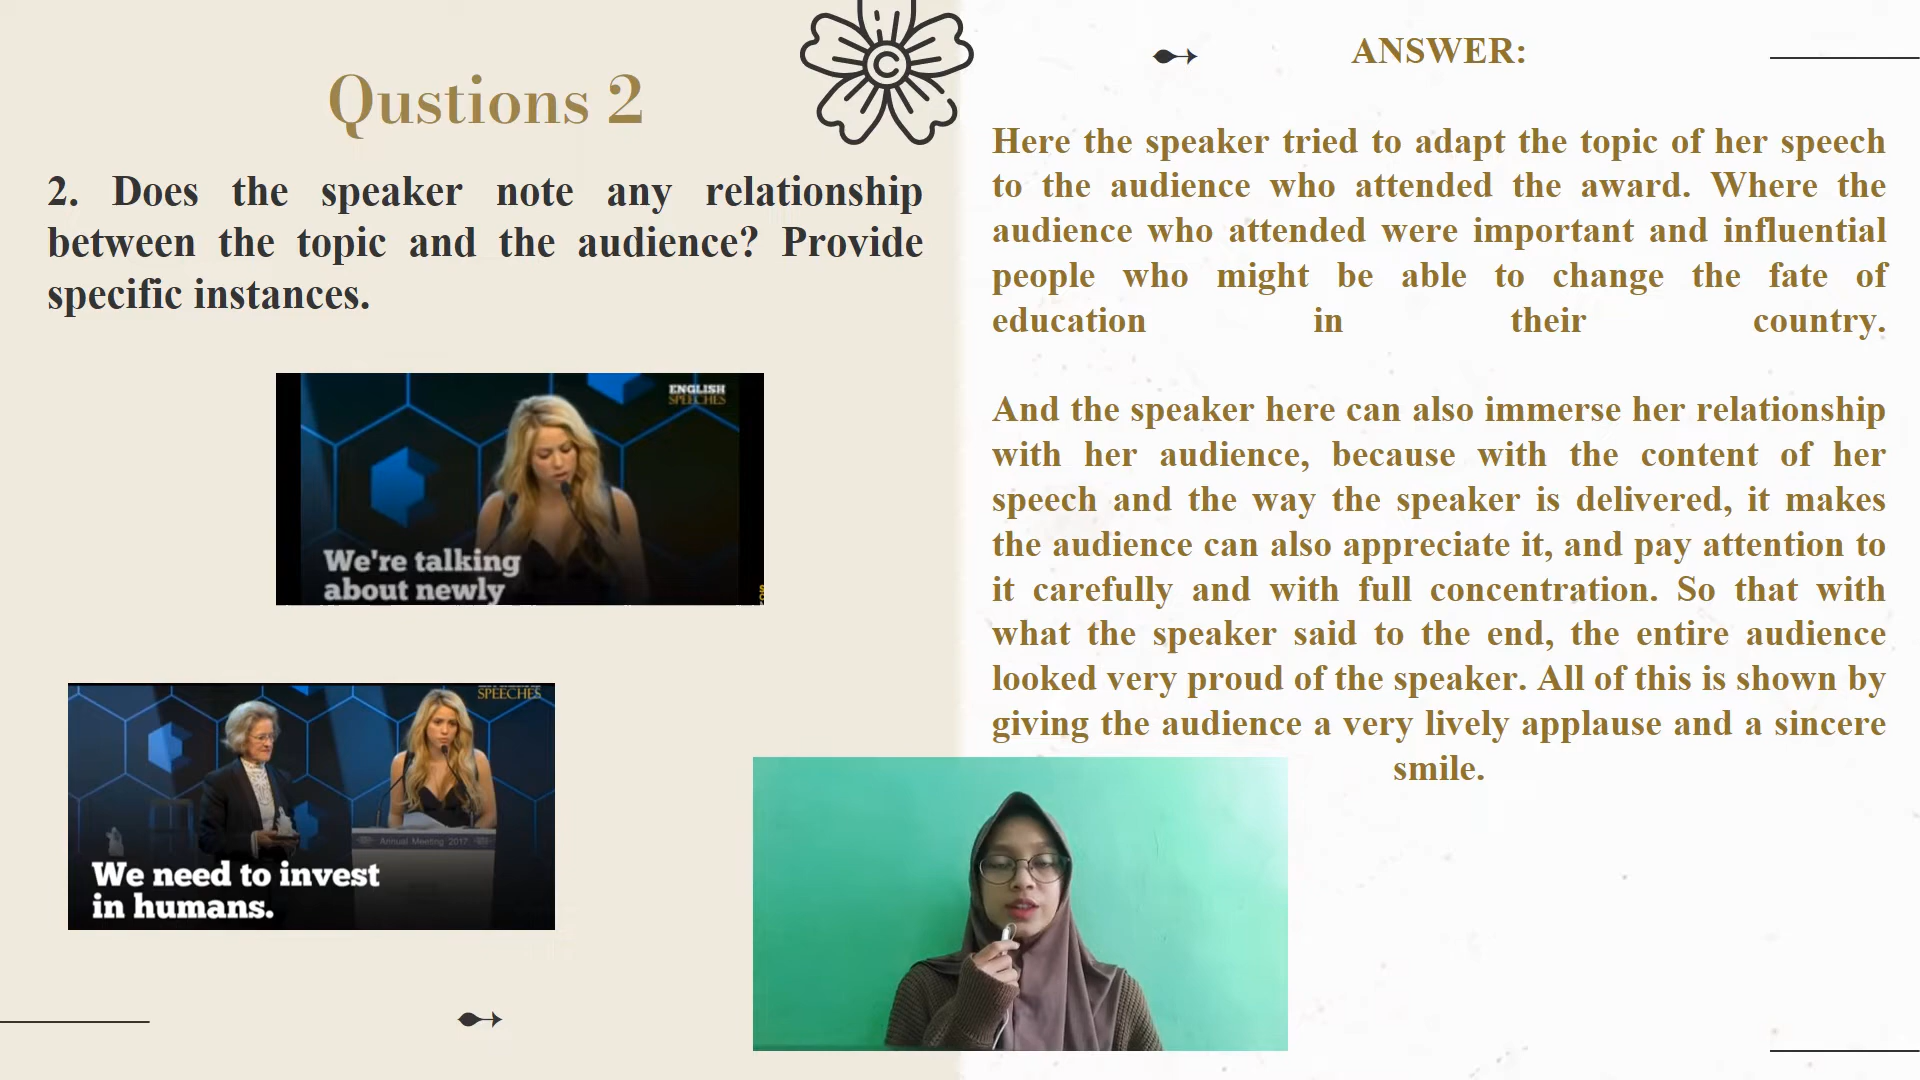 Qustions 2
2. Does the speaker note any relationship
between the topic and the audience? Provide
specific instances.
ENGLISH
SPEECHES
We're talking
about newly
SPEECHES
Annual Meeting 2017
We need to invest
in humans.
ANSWER:
Here the speaker tried to adapt the topic of her speech
to the audience who attended the award. Where the
audience who attended were important and influential
people who might be able to change the fate of
education in their country.
And the speaker here can also immerse her relationship
with her audience, because with the content of her
speech and the way the speaker is delivered, it makes
the audience can also appreciate it, and pay attention to
it carefully and with full concentration. So that with
what the speaker said to the end, the entire audience
looked very proud of the speaker. All of this is shown by
giving the audience a very lively applause and a sincere
smile.